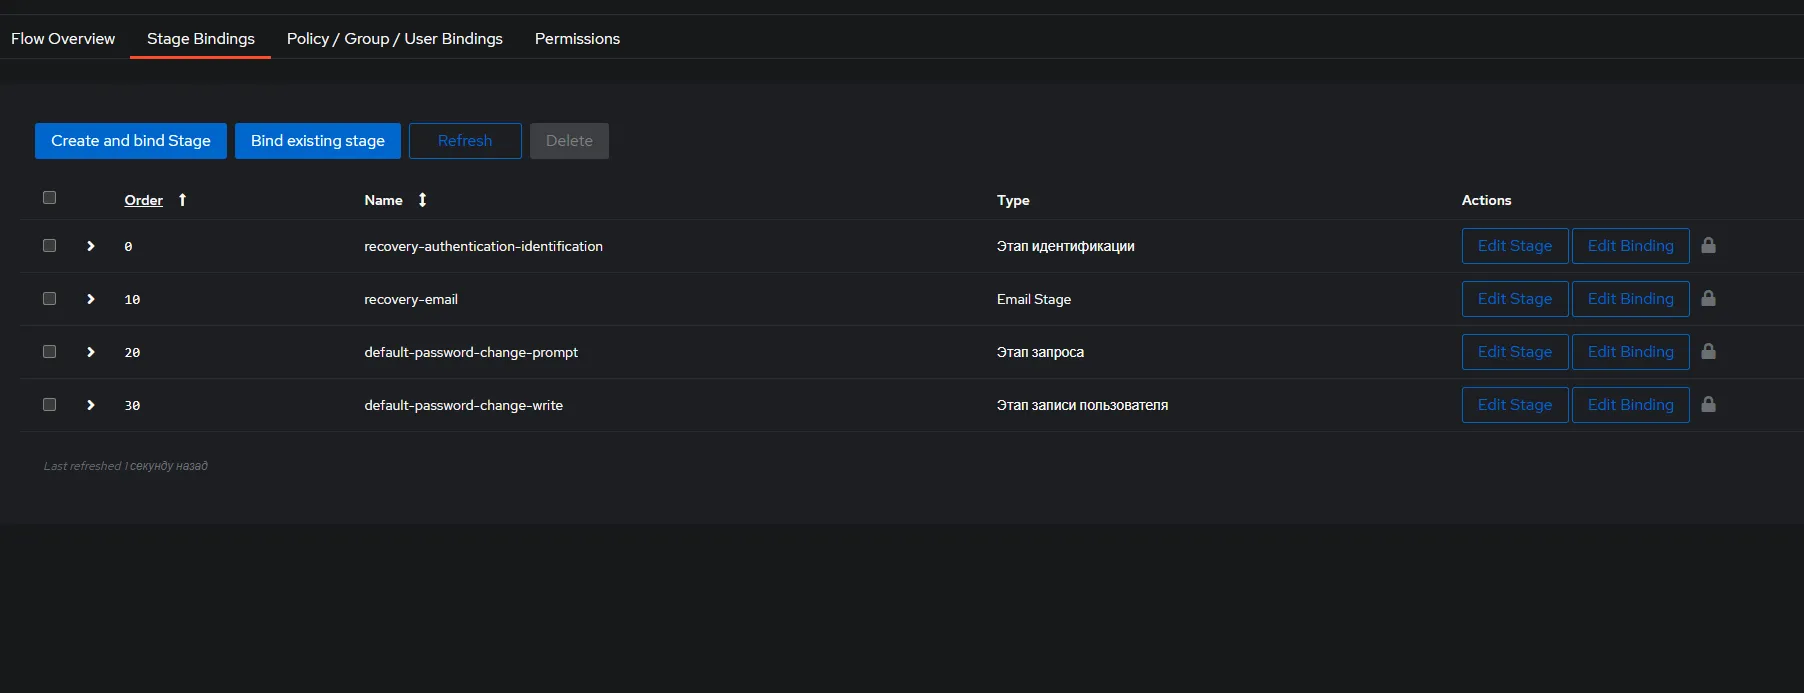 Flow Overview Stage Bindings Policy / Group / User Bindings Permissions
Create and bind Stage Bind existing stage Refresh Delete
Order Name Type Actions
0 recovery-authentication-identification Этап идентификации Edit Stage Edit Binding
10 recovery-email Email Stage Edit Stage Edit Binding
20 default-password-change-prompt Этап запроса Edit Stage Edit Binding
30 default-password-change-write Этап записи пользователя Edit Stage Edit Binding
Last refreshed 1 секунду назад